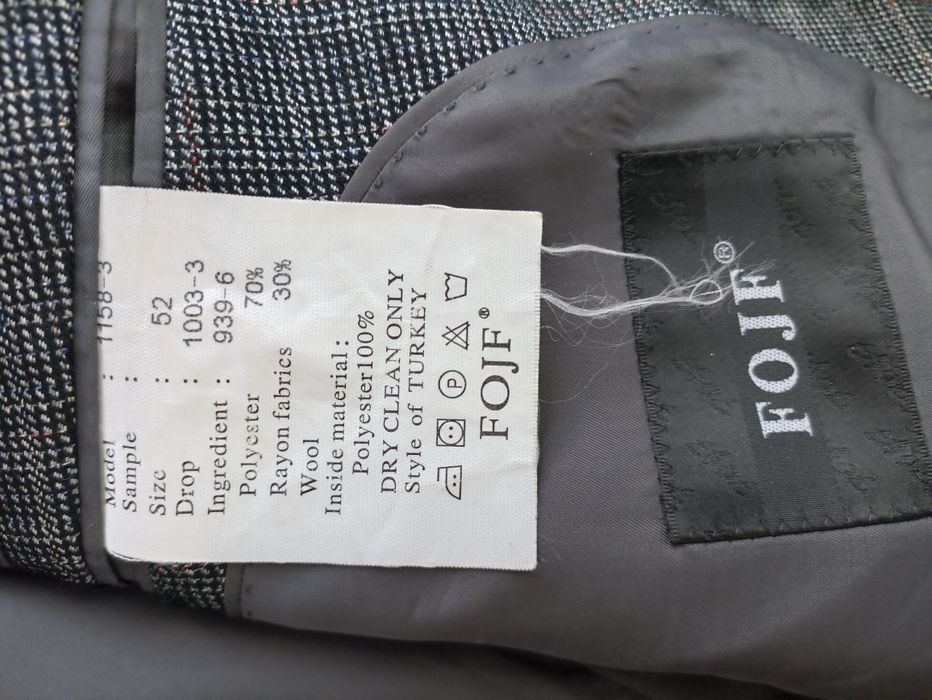 Model : 1158-3
Sample :
Size : 52
Drop : 1003-3
Ingredient : 939-6
Polyester 70%
Rayon fabrics 30%
Wool
Inside material:
Polyester100%
DRY CLEAN ONLY
Style of TURKEY
P
FOJF®
FOJF®